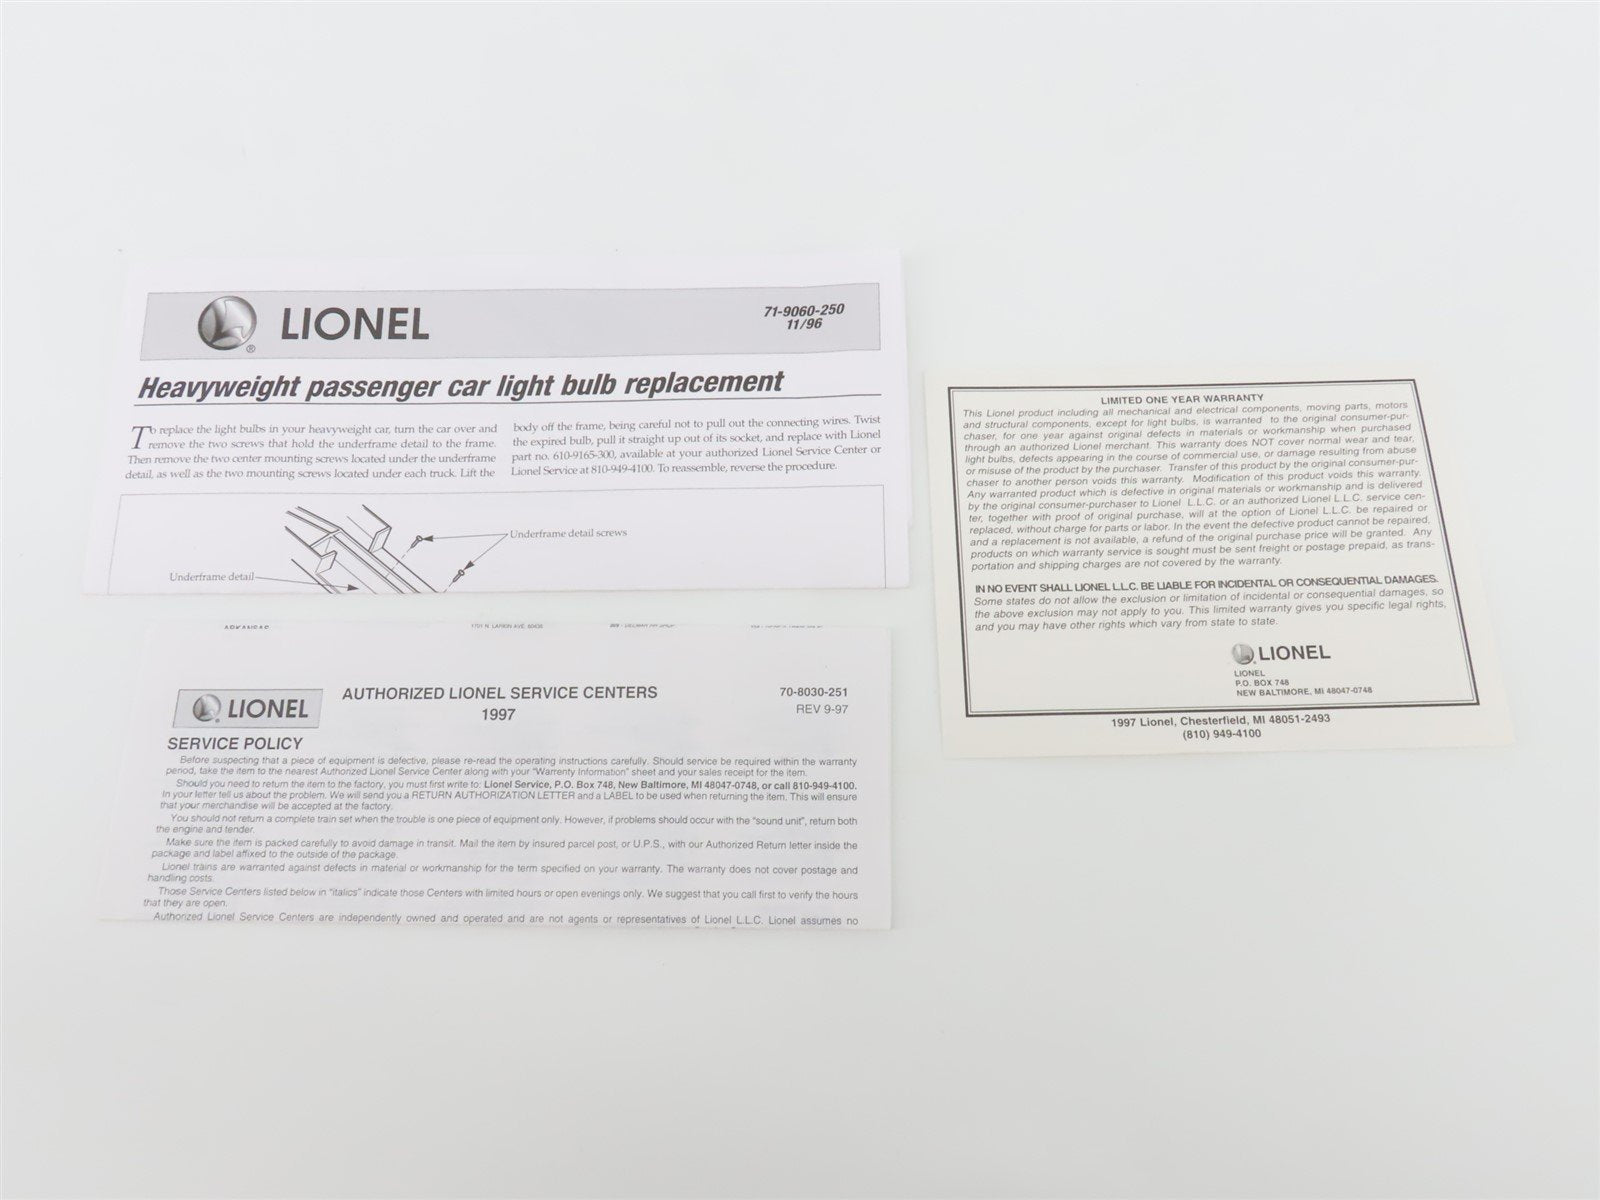 LIONEL
71-9060-250
11/96
Heavyweight passenger car light bulb replacement
To replace the light bulbs in your heavyweight car, turn the car over and
remove the two screws that hold the underframe detail to the frame.
Then remove the two center mounting screws located under the underframe
detail, as well as the two mounting screws located under each truck. Lift the
body off the frame, being careful not to pull out the connecting wires. Twist
the expired bulb, pull it straight up out of its socket, and replace with Lionel
part no. 610-9165-300, available at your authorized Lionel Service Center or
Lionel Service at 810-949-4100. To reassemble, reverse the procedure.
Underframe detail screws
Underframe detail
1701 N. LARKIN AVE. 60435
LIONEL
AUTHORIZED LIONEL SERVICE CENTERS
1997
70-8030-251
REV 9-97
SERVICE POLICY
Before suspecting that a piece of equipment is defective, please re-read the operating instructions carefully. Should service be required within the warranty
period, take the item to the nearest Authorized Lionel Service Center along with your "Warrenty Information" sheet and your sales receipt for the item.
Should you need to return the item to the factory, you must first write to: Lionel Service, P.O. Box 748, New Baltimore, MI 48047-0748, or call 810-949-4100.
In your letter tell us about the problem. We will send you a RETURN AUTHORIZATION LETTER and a LABEL to be used when returning the item. This will ensure
that your merchandise will be accepted at the factory.
You should not return a complete train set when the trouble is one piece of equipment only. However, if problems should occur with the "sound unit", return both
the engine and tender.
Make sure the item is packed carefully to avoid damage in transit. Mail the item by insured parcel post, or U.P.S., with our Authorized Return letter inside the
package and label affixed to the outside of the package.
Lionel trains are warranted against defects in material or workmanship for the term specified on your warranty. The warranty does not cover postage and
handling costs.
Those Service Centers listed below in "italics" indicate those Centers with limited hours or open evenings only. We suggest that you call first to verify the hours
that they are open.
Authorized Lionel Service Centers are independently owned and operated and are not agents or representatives of Lionel L.L.C. Lionel assumes no
LIMITED ONE YEAR WARRANTY
This Lionel product including all mechanical and electrical components, moving parts, motors
and structural components, except for light bulbs, is warranted to the original consumer-pur-
chaser, for one year against original defects in materials or workmanship when purchased
through an authorized Lionel merchant. This warranty does NOT cover normal wear and tear,
light bulbs, defects appearing in the course of commercial use, or damage resulting from abuse
or misuse of the product by the purchaser. Transfer of this product by the original consumer-pur-
chaser to another person voids this warranty. Modification of this product voids this warranty.
Any warranted product which is defective in original materials or workmanship and is delivered
by the original consumer-purchaser to Lionel L.L.C. or an authorized Lionel L.L.C. service cen-
ter, together with proof of original purchase, will at the option of Lionel L.L.C. be repaired or
replaced, without charge for parts or labor. In the event the defective product cannot be repaired,
and a replacement is not available, a refund of the original purchase price will be granted. Any
products on which warranty service is sought must be sent freight or postage prepaid, as trans-
portation and shipping charges are not covered by the warranty.
IN NO EVENT SHALL LIONEL L.L.C. BE LIABLE FOR INCIDENTAL OR CONSEQUENTIAL DAMAGES.
Some states do not allow the exclusion or limitation of incidental or consequential damages, so
the above exclusion may not apply to you. This limited warranty gives you specific legal rights,
and you may have other rights which vary from state to state.
LIONEL
LIONEL
P.O. BOX 748
NEW BALTIMORE, MI 48047-0748
1997 Lionel, Chesterfield, MI 48051-2493
(810) 949-4100